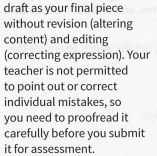 draft as your final piece
without revision (altering
content) and editing
(correcting expression). Your
teacher is not permitted
to point out or correct
individual mistakes, so
you need to proofread it
carefully before you submit
it for assessment.